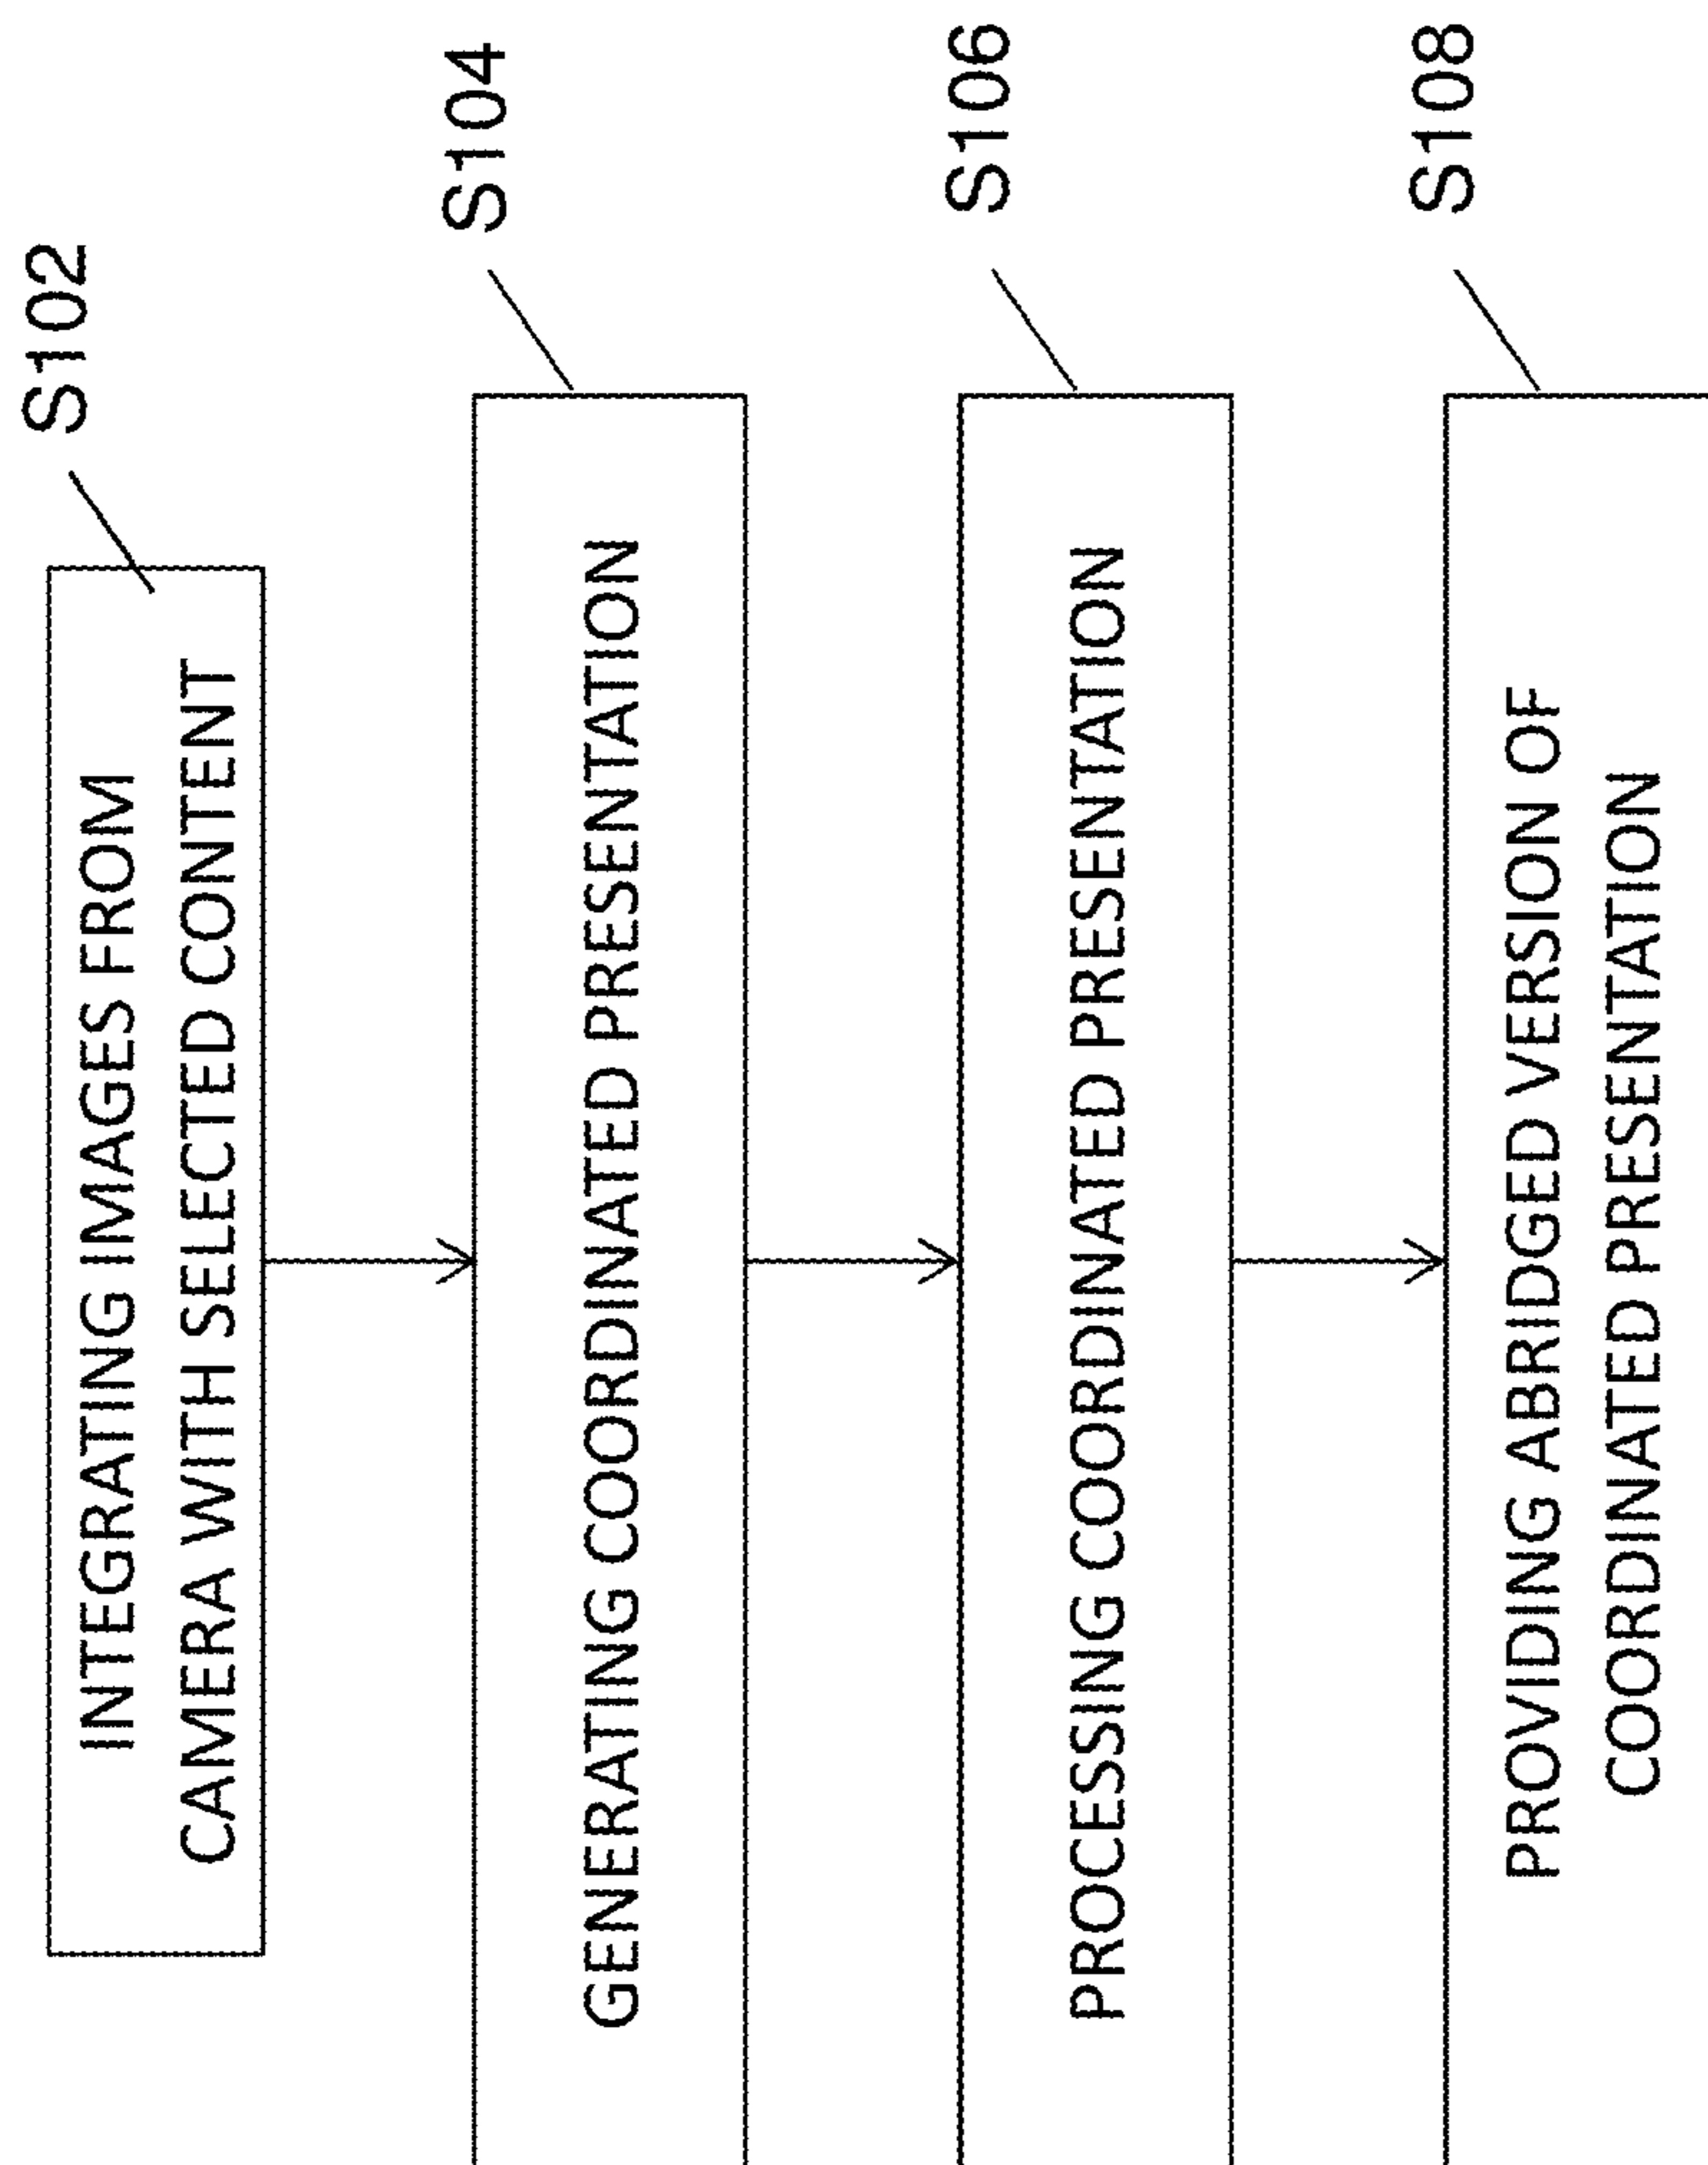 S102
INTEGRATING IMAGES FROM
CAMERA WITH SELECTED CONTENT
S104
GENERATING COORDINATED PRESENTATION
S106
PROCESSING COORDINATED PRESENTATION
S108
PROVIDING ABRIDGED VERSION OF
COORDINATED PRESENTATION